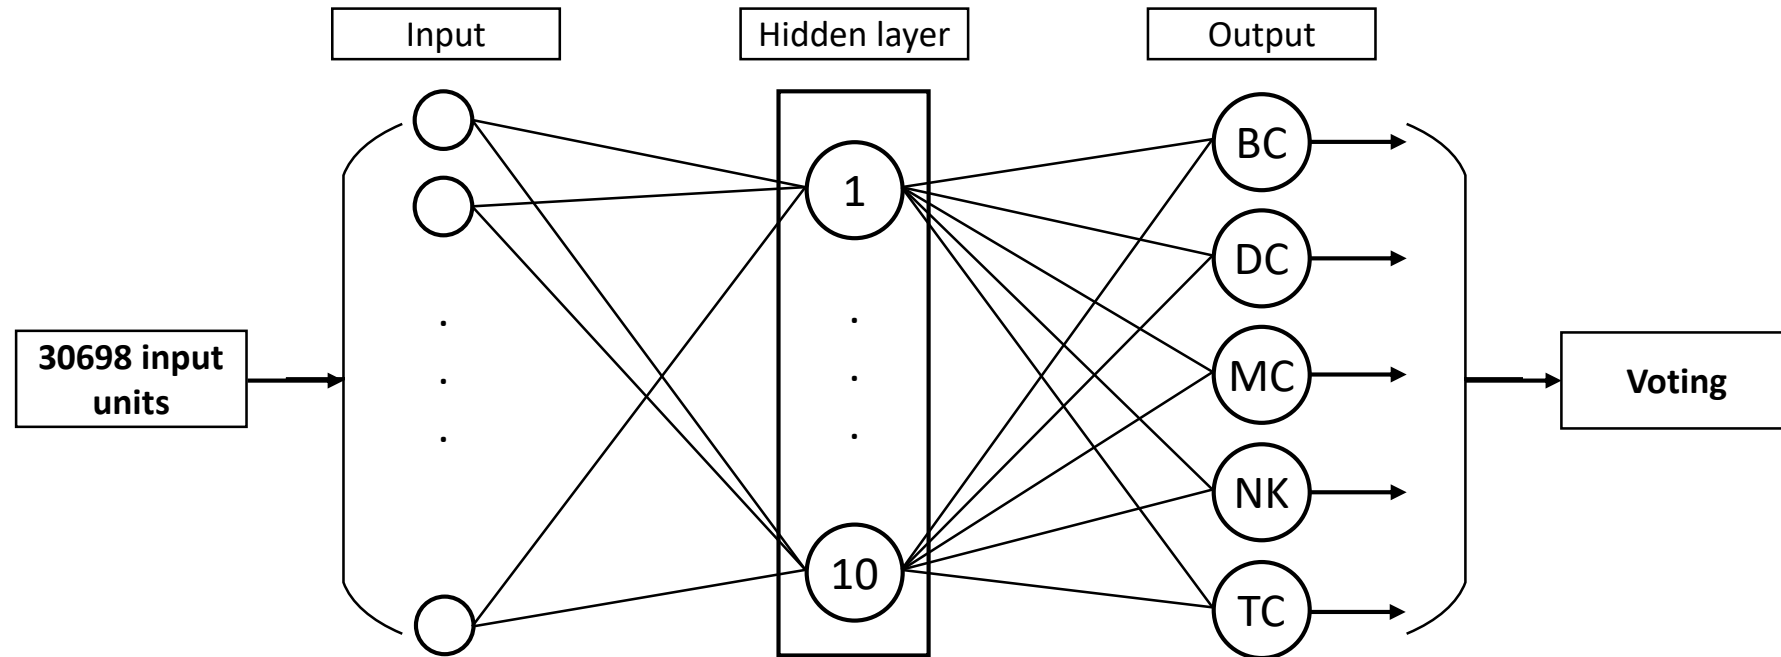 Input
Hidden layer
Output
BC
1
DC
30698 input
units
MC
Voting
NK
10
TC